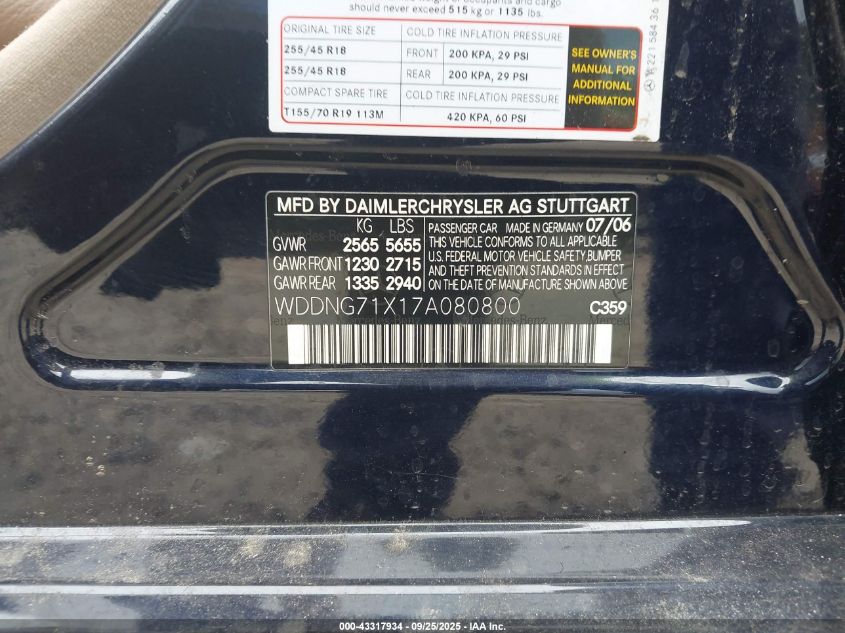 should never exceed 515 kg or 1135 lbs.
ORIGINAL TIRE SIZE COLD TIRE INFLATION PRESSURE
255/45 R18 FRONT 200 KPA, 29 PSI
255/45 R18 REAR 200 KPA, 29 PSI
COMPACT SPARE TIRE COLD TIRE INFLATION PRESSURE
T155/70 R19 113M 420 KPA, 60 PSI
SEE OWNER'S
MANUAL FOR
ADDITIONAL
INFORMATION
221 584 36 1
MFD BY DAIMLERCHRYSLER AG STUTTGART
KG LBS
GVWR 2565 5655
GAWR FRONT 1230 2715
GAWR REAR 1335 2940
PASSENGER CAR MADE IN GERMANY 07/06
THIS VEHICLE CONFORMS TO ALL APPLICABLE
U.S. FEDERAL MOTOR VEHICLE SAFETY, BUMPER
AND THEFT PREVENTION STANDARDS IN EFFECT
ON THE DATE OF MANUFACTURE SHOWN ABOVE
WDDNG71X17A080800 C359
000-43317934 - 09/25/2025 - IAA Inc.